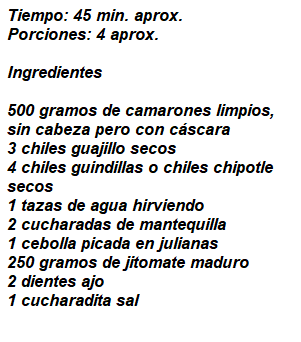 Tiempo: 45 min. aprox.
Porciones: 4 aprox.
Ingredientes
500 gramos de camarones limpios,
sin cabeza pero con cáscara
3 chiles guajillo secos
4 chiles guindillas o chiles chipotle
secos
1 tazas de agua hirviendo
2 cucharadas de mantequilla
1 cebolla picada en julianas
250 gramos de jitomate maduro
2 dientes ajo
1 cucharadita sal